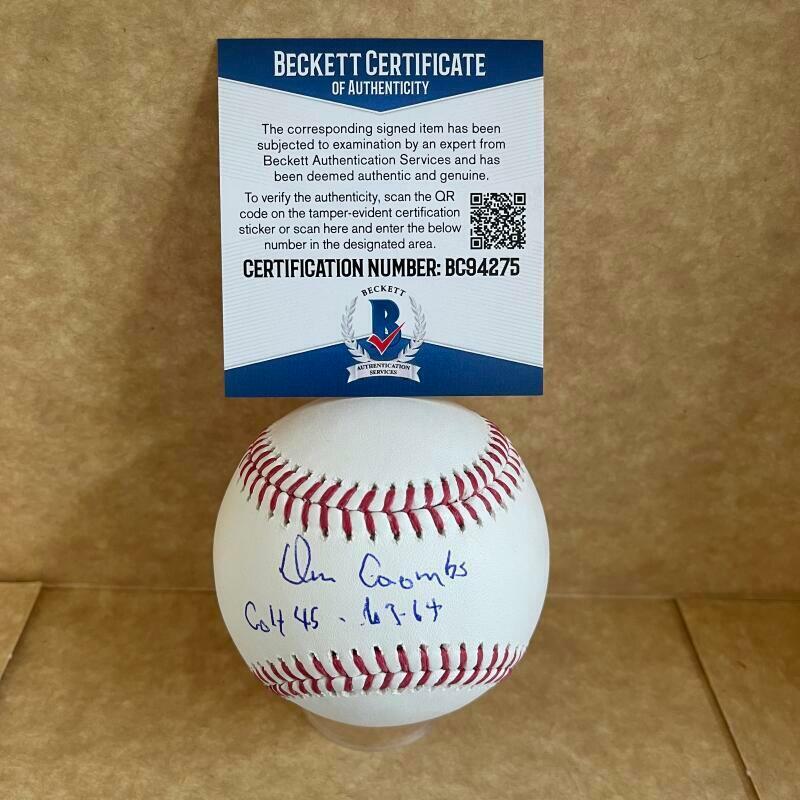 BECKETT CERTIFICATE
OF AUTHENTICITY
The corresponding signed item has been
subjected to examination by an expert from
Beckett Authentication Services and has
been deemed authentic and genuine.
To verify the authenticity, scan the QR
code on the tamper-evident certification
sticker or scan here and enter the below
number in the designated area.
CERTIFICATION NUMBER: BC94275
BECKETT
B
AUTHENTICATION
SERVICES
Dan Coombs
Colt 45 - 63-64